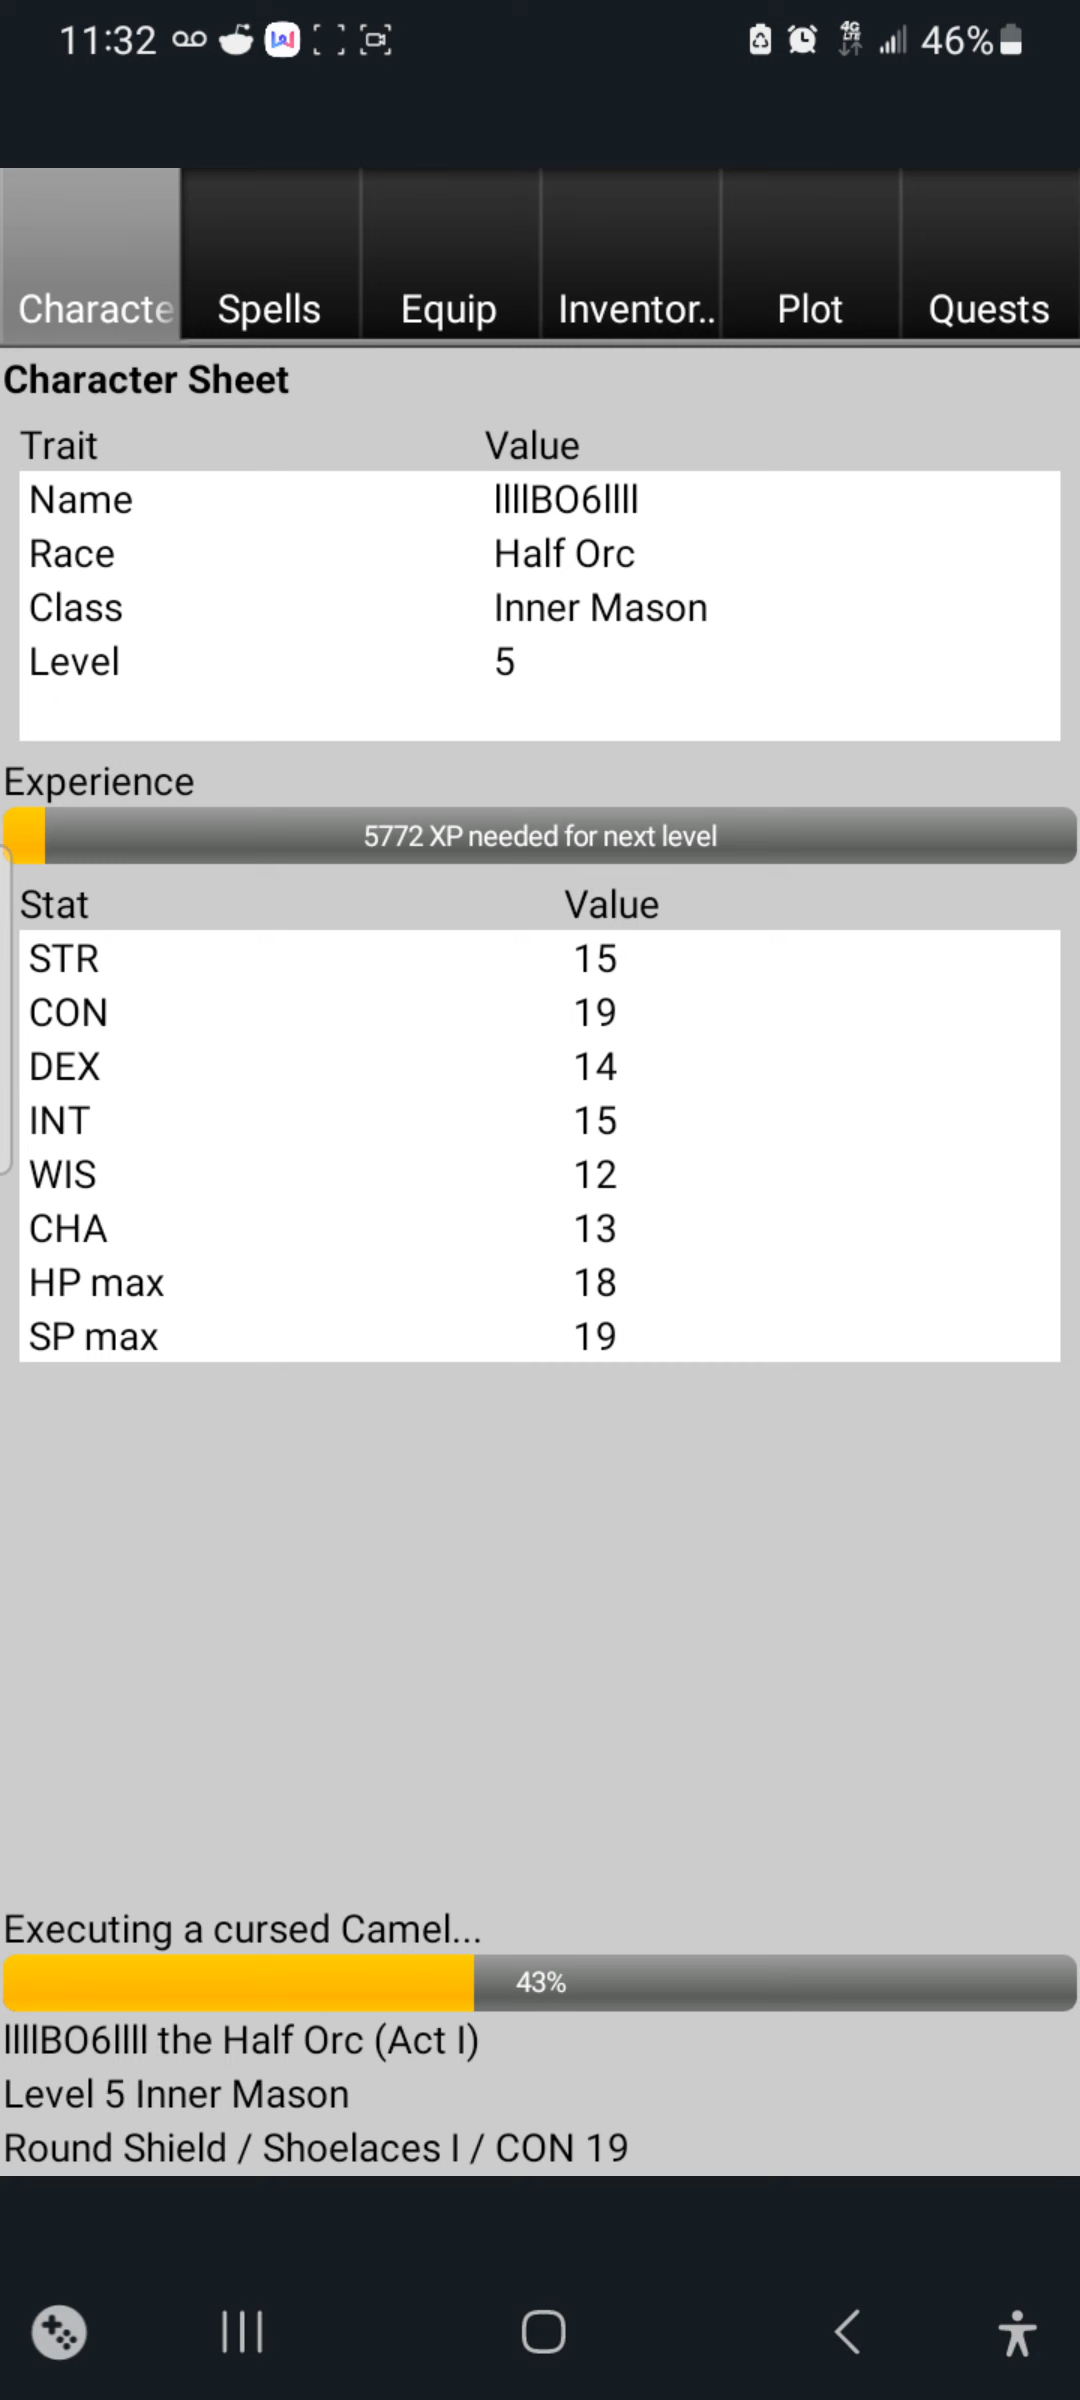 11:32 46%
Characte Spells Equip Inventor.. Plot Quests
Character Sheet
Trait Value
Name llllBO6llll
Race Half Orc
Class Inner Mason
Level 5
Experience
5772 XP needed for next level
Stat Value
STR 15
CON 19
DEX 14
INT 15
WIS 12
CHA 13
HP max 18
SP max 19
Executing a cursed Camel...
43%
llllBO6llll the Half Orc (Act I)
Level 5 Inner Mason
Round Shield / Shoelaces I / CON 19